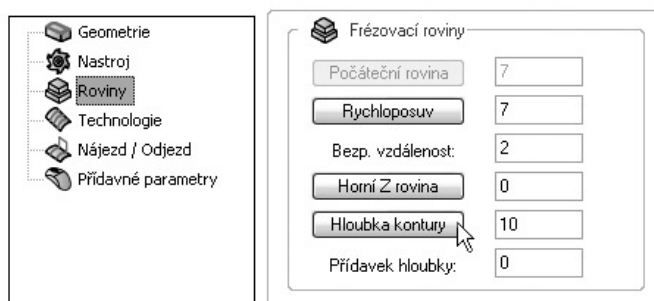 Geometrie
Nastroj
Roviny
Technologie
Nájezd / Odjezd
Přídavné parametry
Frézovací roviny
Počáteční rovina 7
Rychloposuv 7
Bezp. vzdálenost: 2
Horní Z rovina 0
Hloubka kontury 10
Přídavek hloubky: 0